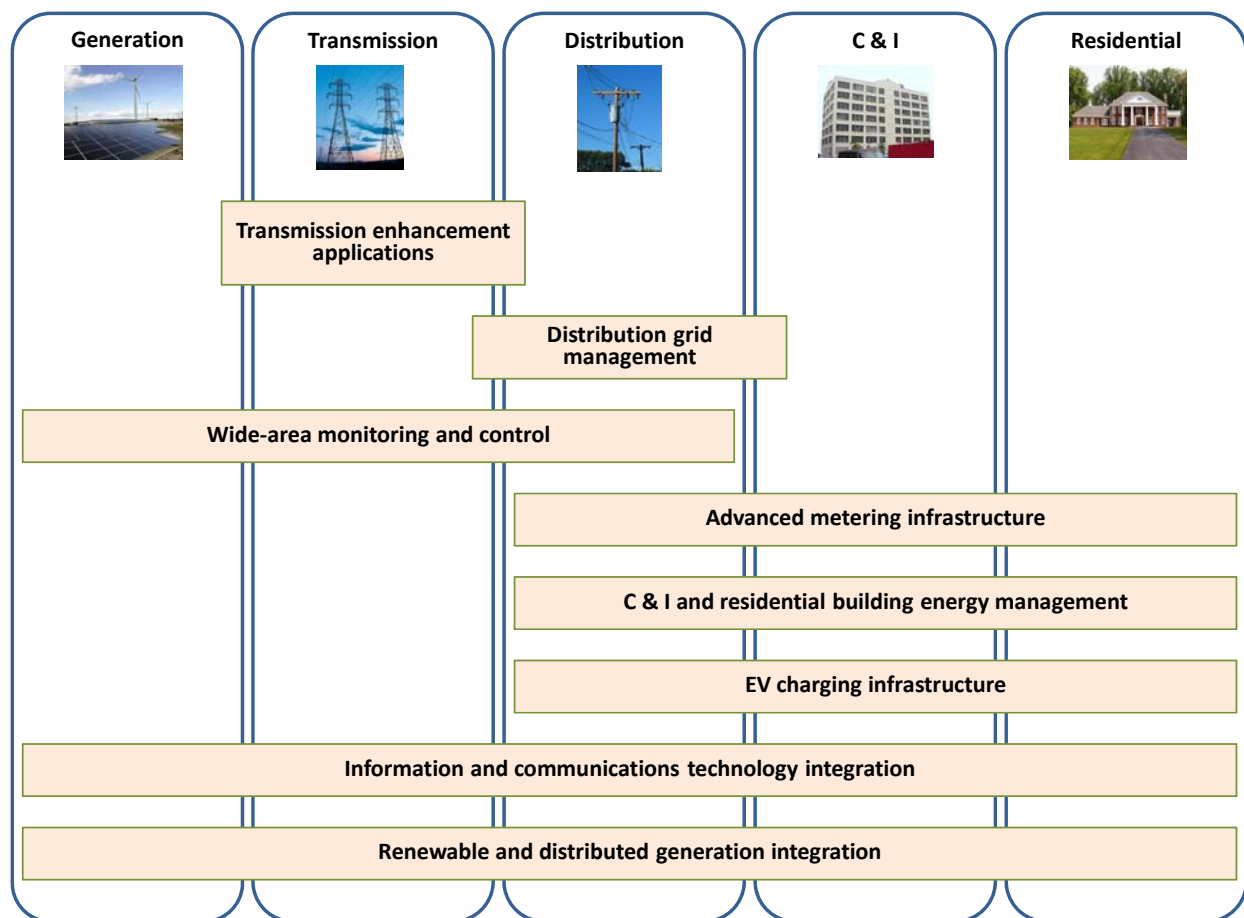 Generation
Transmission
Distribution
C & I
Residential
Transmission enhancement
applications
Distribution grid
management
Wide-area monitoring and control
Advanced metering infrastructure
C & I and residential building energy management
EV charging infrastructure
Information and communications technology integration
Renewable and distributed generation integration